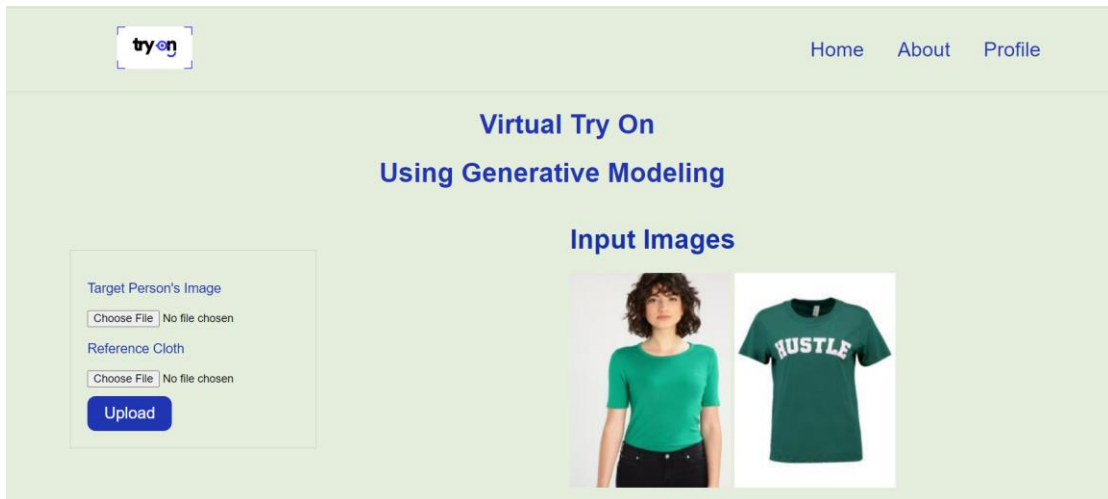 try on
Home About Profile
Virtual Try On
Using Generative Modeling
Input Images
Target Person's Image
Choose File No file chosen
Reference Cloth
Choose File No file chosen
Upload
HUSTLE